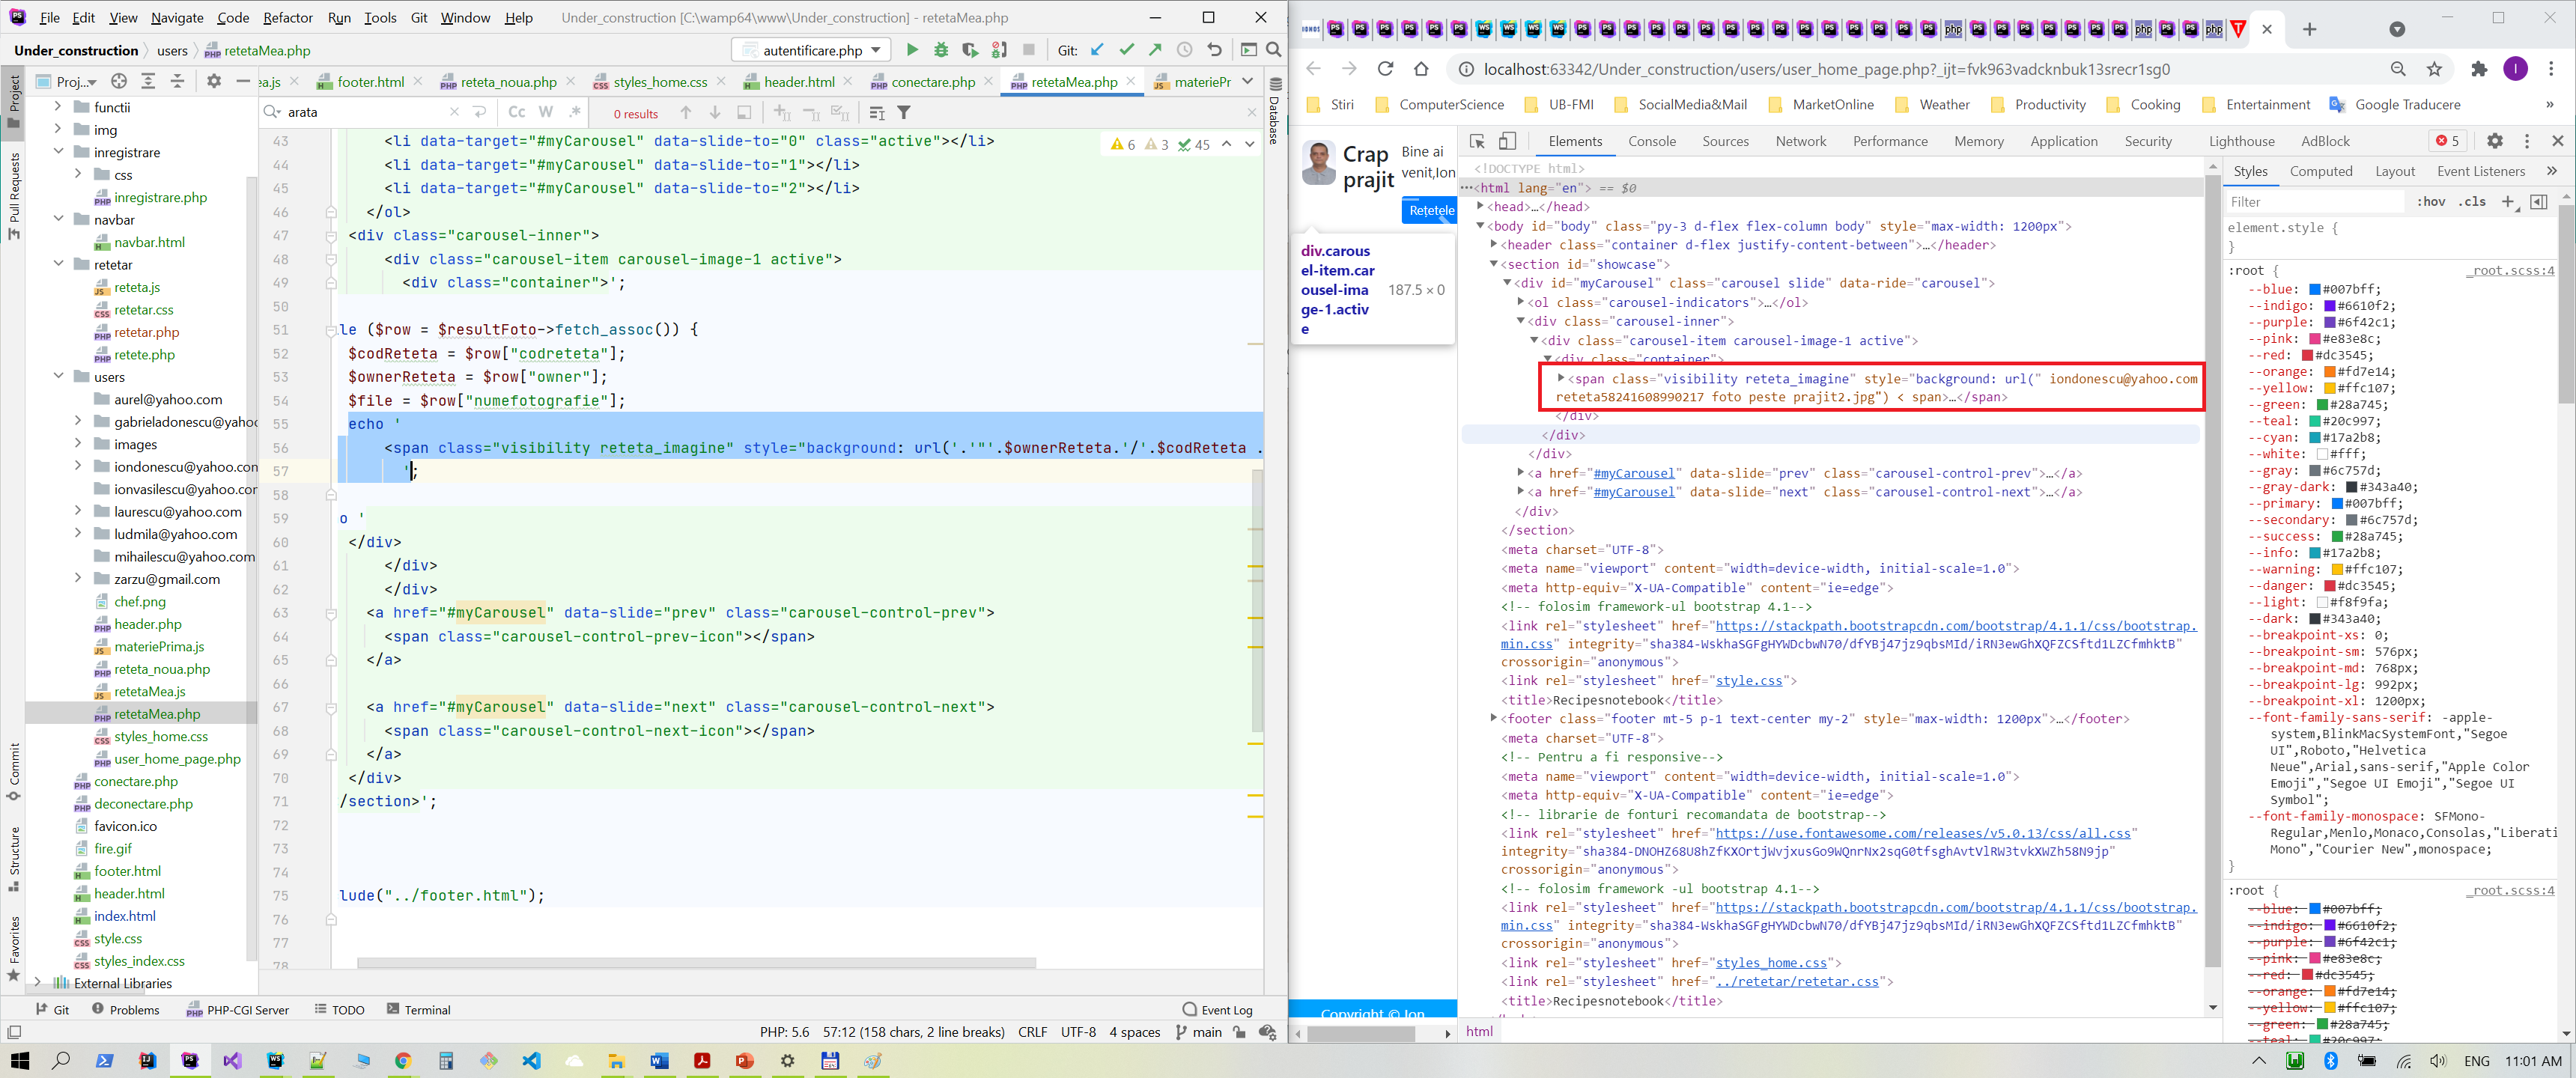 File Edit View Navigate Code Refactor Run Tools Git Window Help Under_construction [C:\wamp64\www\Under_construction] - retetaMea.php
Under_construction users retetaMea.php autentificare.php Git:
Proj... ea.js footer.html reteta_noua.php styles_home.css header.html conectare.php retetaMea.php materiePr
arata Cc W .* 0 results
Project
Pull Requests
Commit
Structure
Favorites
Database
functii
img
inregistrare
css
inregistrare.php
navbar
navbar.html
retetar
reteta.js
retetar.css
retetar.php
retete.php
users
aurel@yahoo.com
gabrieladonescu@yahoo
images
iondonescu@yahoo.com
ionvasilescu@yahoo.com
laurescu@yahoo.com
ludmila@yahoo.com
mihailescu@yahoo.com
zarzu@gmail.com
chef.png
header.php
materiePrima.js
reteta_noua.php
retetaMea.js
retetaMea.php
styles_home.css
user_home_page.php
conectare.php
deconectare.php
favicon.ico
fire.gif
footer.html
header.html
index.html
style.css
styles_index.css
External Libraries
6 3 45
43 <li data-target="#myCarousel" data-slide-to="0" class="active"></li>
44 <li data-target="#myCarousel" data-slide-to="1"></li>
45 <li data-target="#myCarousel" data-slide-to="2"></li>
46 </ol>
47 <div class="carousel-inner">
48 <div class="carousel-item carousel-image-1 active">
49 <div class="container">';
50
51 le ($row = $resultFoto->fetch_assoc()) {
52 $codReteta = $row["codreteta"];
53 $ownerReteta = $row["owner"];
54 $file = $row["numefotografie"];
55 echo '
56 <span class="visibility reteta_imagine" style="background: url('.'"'.$ownerReteta.'/'.$codReteta .
57 ';
58
59 o '
60 </div>
61 </div>
62 </div>
63 <a href="#myCarousel" data-slide="prev" class="carousel-control-prev">
64 <span class="carousel-control-prev-icon"></span>
65 </a>
66
67 <a href="#myCarousel" data-slide="next" class="carousel-control-next">
68 <span class="carousel-control-next-icon"></span>
69 </a>
70 </div>
71 /section>';
72
73
74
75 lude("../footer.html");
76
77
78
Git Problems PHP-CGI Server TODO Terminal Event Log
PHP: 5.6 57:12 (158 chars, 2 line breaks) CRLF UTF-8 4 spaces main
localhost:63342/Under_construction/users/user_home_page.php?_ijt=fvk963vadcknbuk13srecr1sg0
Stiri ComputerScience UB-FMI SocialMedia&Mail MarketOnline Weather Productivity Cooking Entertainment Google Traducere »
Crap prajit
Bine ai venit,Ion
Rețetele
div.carousel-item.carousel-image-1.active 187.5 × 0
Copyright © Ion
Elements Console Sources Network Performance Memory Application Security Lighthouse AdBlock 5
<!DOCTYPE html>
<html lang="en"> == $0
<head>…</head>
<body id="body" class="py-3 d-flex flex-column body" style="max-width: 1200px">
<header class="container d-flex justify-content-between">…</header>
<section id="showcase">
<div id="myCarousel" class="carousel slide" data-ride="carousel">
<ol class="carousel-indicators">…</ol>
<div class="carousel-inner">
<div class="carousel-item carousel-image-1 active">
<div class="container">
<span class="visibility reteta_imagine" style="background: url(" iondonescu@yahoo.com
reteta58241608990217 foto peste prajit2.jpg") < span>…</span>
</div>
</div>
</div>
<a href="#myCarousel" data-slide="prev" class="carousel-control-prev">…</a>
<a href="#myCarousel" data-slide="next" class="carousel-control-next">…</a>
</div>
</section>
<meta charset="UTF-8">
<meta name="viewport" content="width=device-width, initial-scale=1.0">
<meta http-equiv="X-UA-Compatible" content="ie=edge">
<!-- folosim framework-ul bootstrap 4.1-->
<link rel="stylesheet" href="https://stackpath.bootstrapcdn.com/bootstrap/4.1.1/css/bootstrap.
min.css" integrity="sha384-WskhaSGFgHYWDcbwN70/dfYBj47jz9qbsMId/iRN3ewGhXQFZCSftd1LZCfmhktB"
crossorigin="anonymous">
<link rel="stylesheet" href="style.css">
<title>Recipesnotebook</title>
<footer class="footer mt-5 p-1 text-center my-2" style="max-width: 1200px">…</footer>
<meta charset="UTF-8">
<!-- Pentru a fi responsive-->
<meta name="viewport" content="width=device-width, initial-scale=1.0">
<meta http-equiv="X-UA-Compatible" content="ie=edge">
<!-- librarie de fonturi recomandata de bootstrap-->
<link rel="stylesheet" href="https://use.fontawesome.com/releases/v5.0.13/css/all.css"
integrity="sha384-DNOHZ68U8hZfKXOrtjWvjxusGo9WQnrNx2sqG0tfsghAvtVlRW3tvkXWZh58N9jp"
crossorigin="anonymous">
<!-- folosim framework -ul bootstrap 4.1-->
<link rel="stylesheet" href="https://stackpath.bootstrapcdn.com/bootstrap/4.1.1/css/bootstrap.
min.css" integrity="sha384-WskhaSGFgHYWDcbwN70/dfYBj47jz9qbsMId/iRN3ewGhXQFZCSftd1LZCfmhktB"
crossorigin="anonymous">
<link rel="stylesheet" href="styles_home.css">
<link rel="stylesheet" href="../retetar/retetar.css">
<title>Recipesnotebook</title>
html
Styles Computed Layout Event Listeners »
Filter :hov .cls +
element.style {
}
:root { _root.scss:4
--blue: #007bff;
--indigo: #6610f2;
--purple: #6f42c1;
--pink: #e83e8c;
--red: #dc3545;
--orange: #fd7e14;
--yellow: #ffc107;
--green: #28a745;
--teal: #20c997;
--cyan: #17a2b8;
--white: #fff;
--gray: #6c757d;
--gray-dark: #343a40;
--primary: #007bff;
--secondary: #6c757d;
--success: #28a745;
--info: #17a2b8;
--warning: #ffc107;
--danger: #dc3545;
--light: #f8f9fa;
--dark: #343a40;
--breakpoint-xs: 0;
--breakpoint-sm: 576px;
--breakpoint-md: 768px;
--breakpoint-lg: 992px;
--breakpoint-xl: 1200px;
--font-family-sans-serif: -apple-
system,BlinkMacSystemFont,"Segoe
UI",Roboto,"Helvetica
Neue",Arial,sans-serif,"Apple Color
Emoji","Segoe UI Emoji","Segoe UI
Symbol";
--font-family-monospace: SFMono-
Regular,Menlo,Monaco,Consolas,"Liberati
Mono","Courier New",monospace;
}
:root { _root.scss:4
--blue: #007bff;
--indigo: #6610f2;
--purple: #6f42c1;
--pink: #e83e8c;
--red: #dc3545;
--orange: #fd7e14;
--yellow: #ffc107;
--green: #28a745;
--teal: #20c997;
ENG 11:01 AM